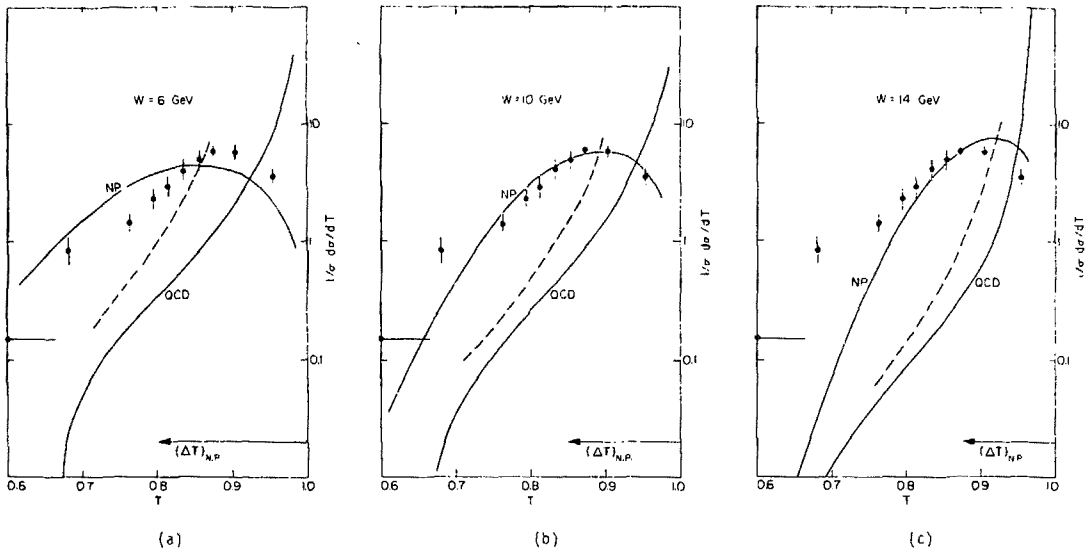 W = 6 GeV
NP
QCD
10
1
0.1
1/σ dσ/dT
(ΔT)N.P.
0.6 0.7 0.8 0.9 1.0
T
(a)
W = 10 GeV
NP
QCD
10
1
0.1
1/σ dσ/dT
(ΔT)N.P.
0.6 0.7 0.8 0.9 1.0
T
(b)
W = 14 GeV
NP
QCD
10
1
0.1
1/σ dσ/dT
(ΔT)NP
0.6 0.7 0.8 0.9 10
T
(c)